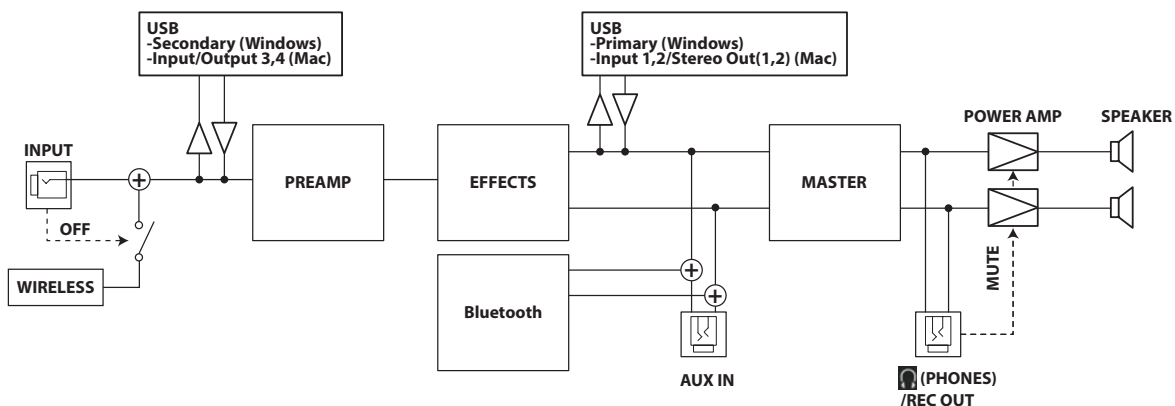 USB
-Secondary (Windows)
-Input/Output 3,4 (Mac)
USB
-Primary (Windows)
-Input 1,2/Stereo Out(1,2) (Mac)
POWER AMP
SPEAKER
INPUT
PREAMP
EFFECTS
MASTER
OFF
WIRELESS
MUTE
Bluetooth
AUX IN
(PHONES)
/REC OUT